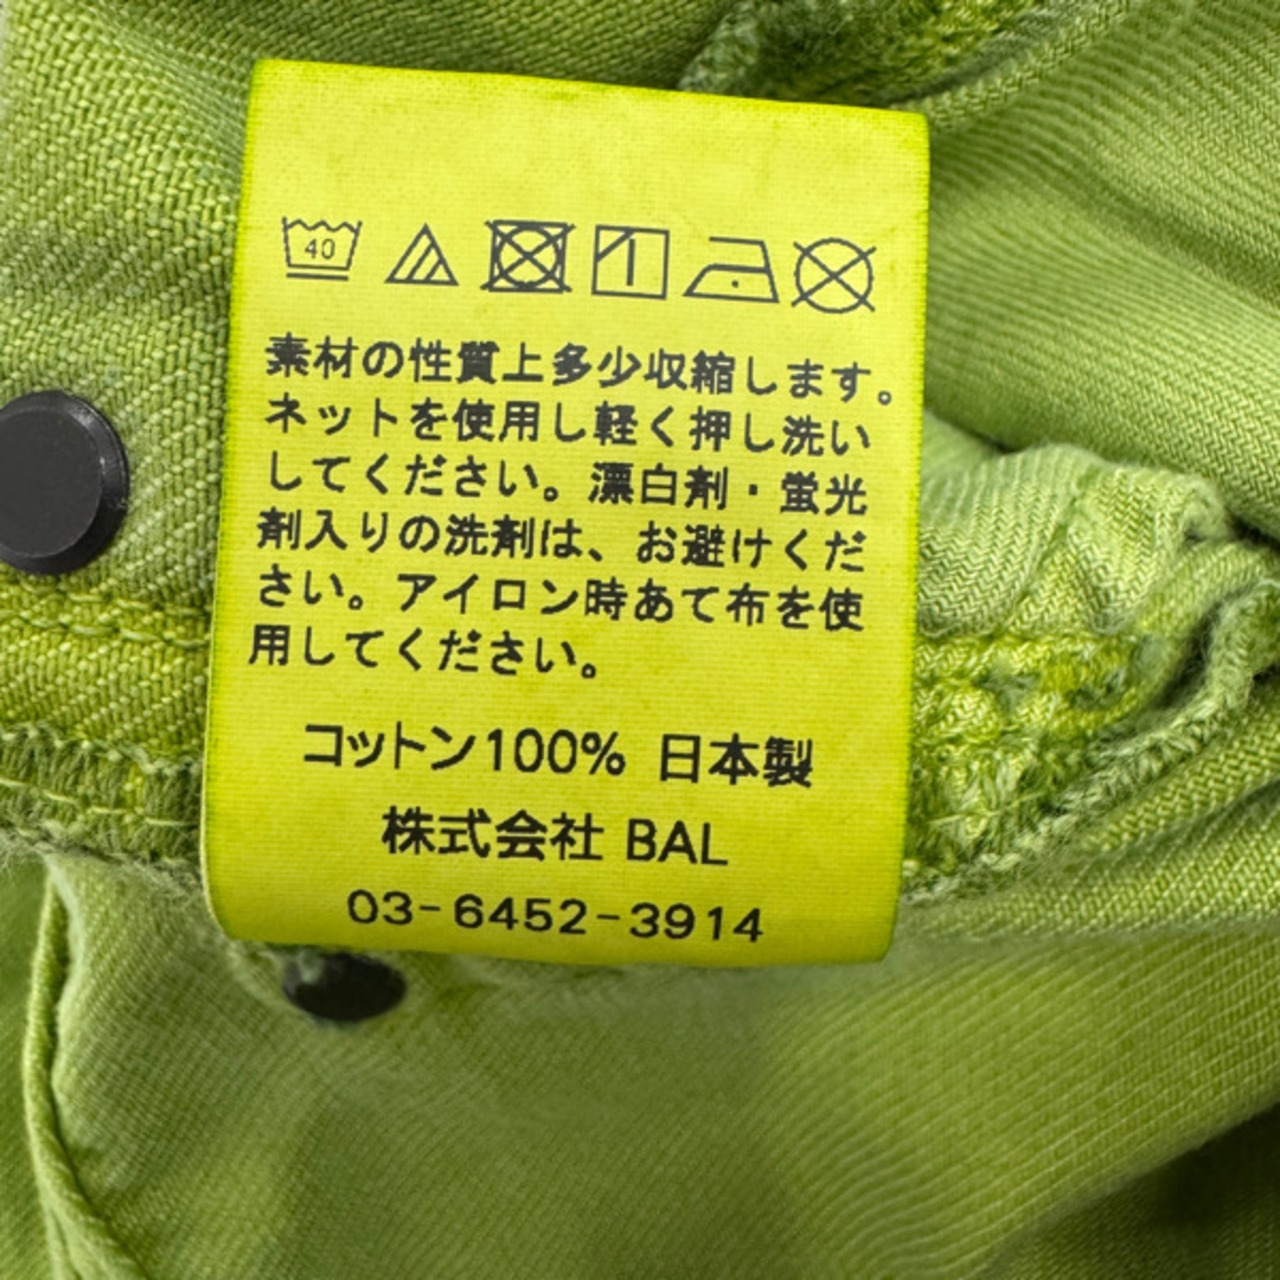 40
素材の性質上多少収縮します。
ネットを使用し軽く押し洗い
してください。漂白剤・蛍光
剤入りの洗剤は、お避けくだ
さい。アイロン時あて布を使
用してください。
コットン100% 日本製
株式会社 BAL
03-6452-3914